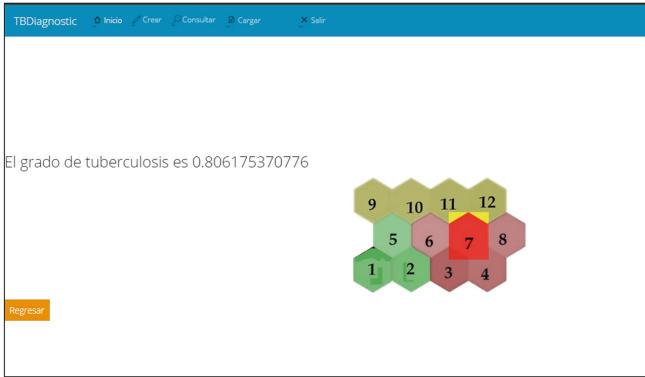 TBDiagnostic Inicio Crear Consultar Cargar Salir
El grado de tuberculosis es 0.806175370776
9 10 11 12
5 6 7 8
1 2 3 4
Regresar